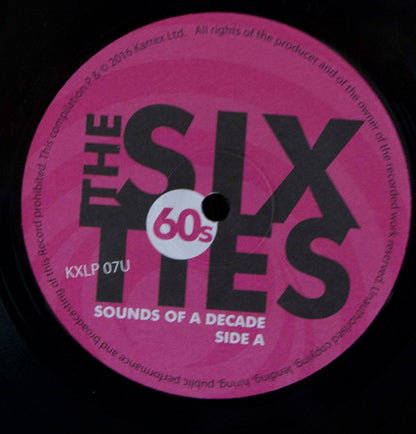 This compilation P & © 2016 Karrex Ltd. All rights of the producer and of the owner of the recorded work reserved. Unauthorised copying, lending, hiring, public performance and broadcasting of this Record prohibited.
THE
SIX
60s
TIES
KXLP 07U
SOUNDS OF A DECADE
SIDE A